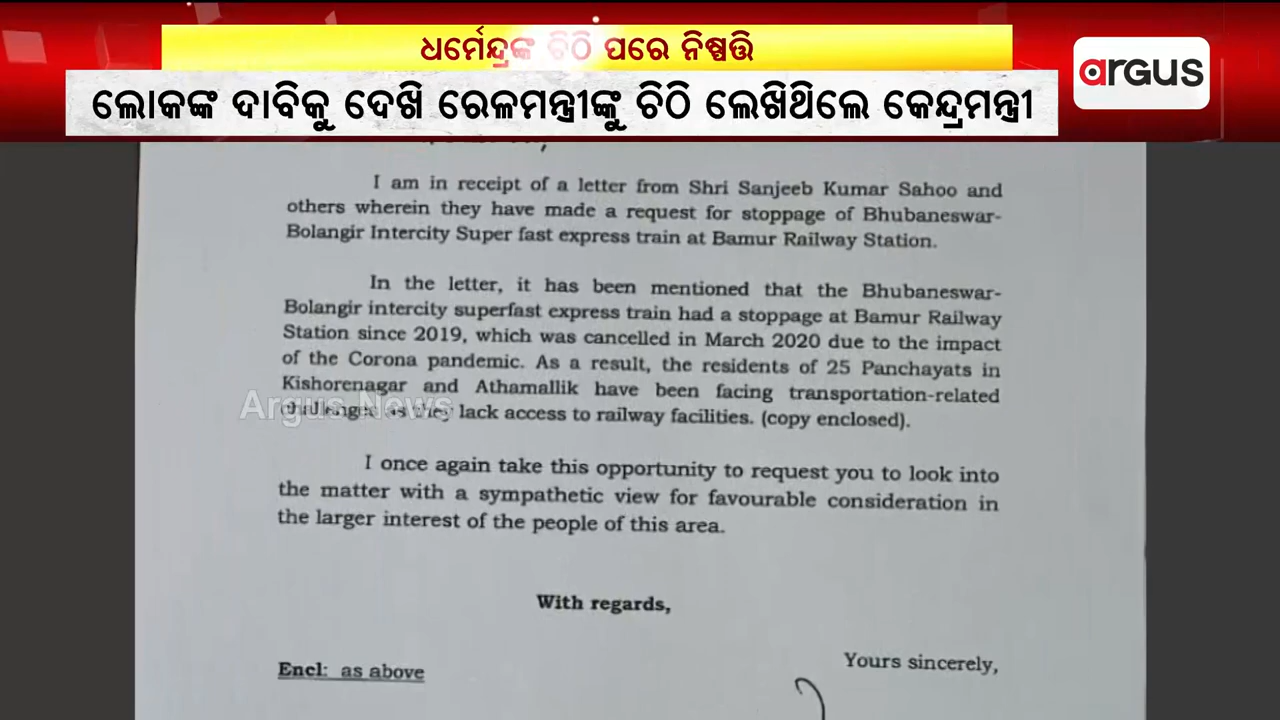 ଧର୍ମେନ୍ଦ୍ରଙ୍କ ଚିଠି ପରେ ନିଷ୍ପତ୍ତି
argus
ଲୋକଙ୍କ ଦାବିକୁ ଦେଖି ରେଳମନ୍ତ୍ରୀଙ୍କୁ ଚିଠି ଲେଖିଥିଲେ କେନ୍ଦ୍ରମନ୍ତ୍ରୀ
I am in receipt of a letter from Shri Sanjeeb Kumar Sahoo and
others wherein they have made a request for stoppage of Bhubaneswar-
Bolangir Intercity Super fast express train at Bamur Railway Station.
In the letter, it has been mentioned that the Bhubaneswar-
Bolangir intercity superfast express train had a stoppage at Bamur Railway
Station since 2019, which was cancelled in March 2020 due to the impact
of the Corona pandemic. As a result, the residents of 25 Panchayats in
Kishorenagar and Athamallik have been facing transportation-related
Argus News
challenges as they lack access to railway facilities. (copy enclosed).
I once again take this opportunity to request you to look into
the matter with a sympathetic view for favourable consideration in
the larger interest of the people of this area.
With regards,
Yours sincerely,
Encl: as above